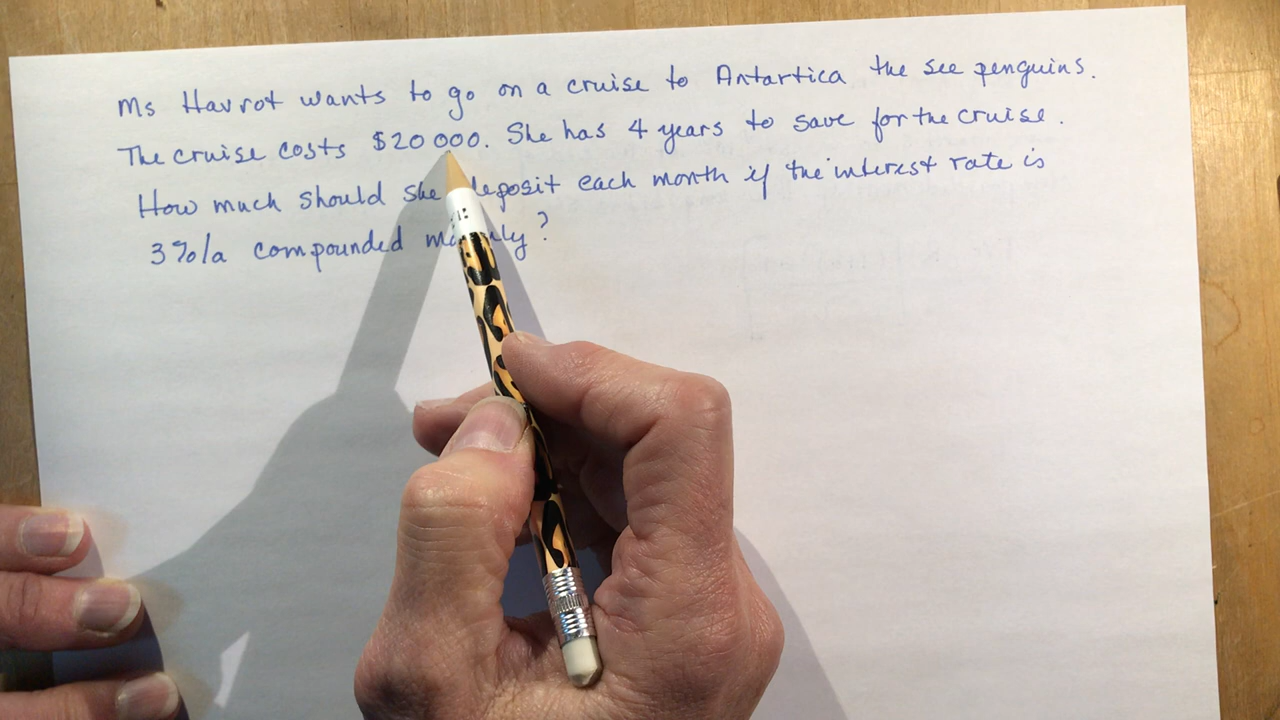 Ms Havrot wants to go on a cruise to Antartica the see penguins.
The cruise costs $20 000. She has 4 years to save for the cruise.
How much should she deposit each month if the interest rate is
3%/a compounded ?